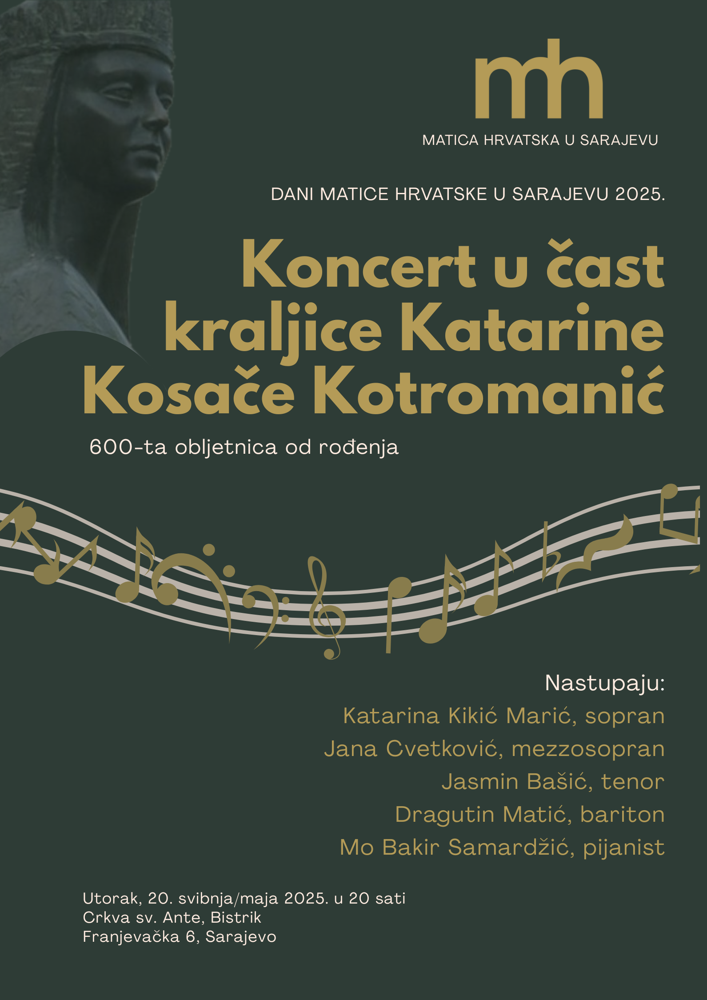 mh
MATICA HRVATSKA U SARAJEVU
DANI MATICE HRVATSKE U SARAJEVU 2025.
Koncert u čast
kraljice Katarine
Kosače Kotromanić
600-ta obljetnica od rođenja
Nastupaju:
Katarina Kikić Marić, sopran
Jana Cvetković, mezzosopran
Jasmin Bašić, tenor
Dragutin Matić, bariton
Mo Bakir Samardžić, pijanist
Utorak, 20. svibnja/maja 2025. u 20 sati
Crkva sv. Ante, Bistrik
Franjevačka 6, Sarajevo